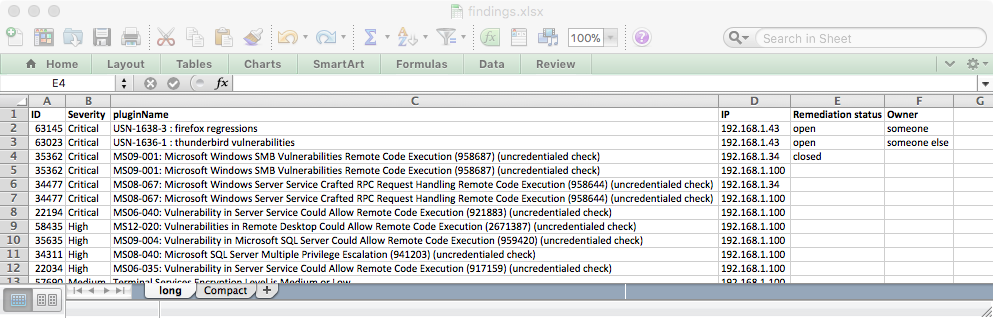 findings.xlsx
100% Search in Sheet
Home Layout Tables Charts SmartArt Formulas Data Review
E4 fx
A B C D E F G
1 ID Severity pluginName IP Remediation status Owner
2 63145 Critical USN-1638-3 : firefox regressions 192.168.1.43 open someone
3 63023 Critical USN-1636-1 : thunderbird vulnerabilities 192.168.1.43 open someone else
4 35362 Critical MS09-001: Microsoft Windows SMB Vulnerabilities Remote Code Execution (958687) (uncredentialed check) 192.168.1.34 closed
5 35362 Critical MS09-001: Microsoft Windows SMB Vulnerabilities Remote Code Execution (958687) (uncredentialed check) 192.168.1.100
6 34477 Critical MS08-067: Microsoft Windows Server Service Crafted RPC Request Handling Remote Code Execution (958644) (uncredentialed check) 192.168.1.34
7 34477 Critical MS08-067: Microsoft Windows Server Service Crafted RPC Request Handling Remote Code Execution (958644) (uncredentialed check) 192.168.1.100
8 22194 Critical MS06-040: Vulnerability in Server Service Could Allow Remote Code Execution (921883) (uncredentialed check) 192.168.1.100
9 58435 High MS12-020: Vulnerabilities in Remote Desktop Could Allow Remote Code Execution (2671387) (uncredentialed check) 192.168.1.100
10 35635 High MS09-004: Vulnerability in Microsoft SQL Server Could Allow Remote Code Execution (959420) (uncredentialed check) 192.168.1.100
11 34311 High MS08-040: Microsoft SQL Server Multiple Privilege Escalation (941203) (uncredentialed check) 192.168.1.100
12 22034 High MS06-035: Vulnerability in Server Service Could Allow Remote Code Execution (917159) (uncredentialed check) 192.168.1.100
13 57690 Medium Terminal Services Encryption Level is Medium or Low 192.168.1.100
long Compact +